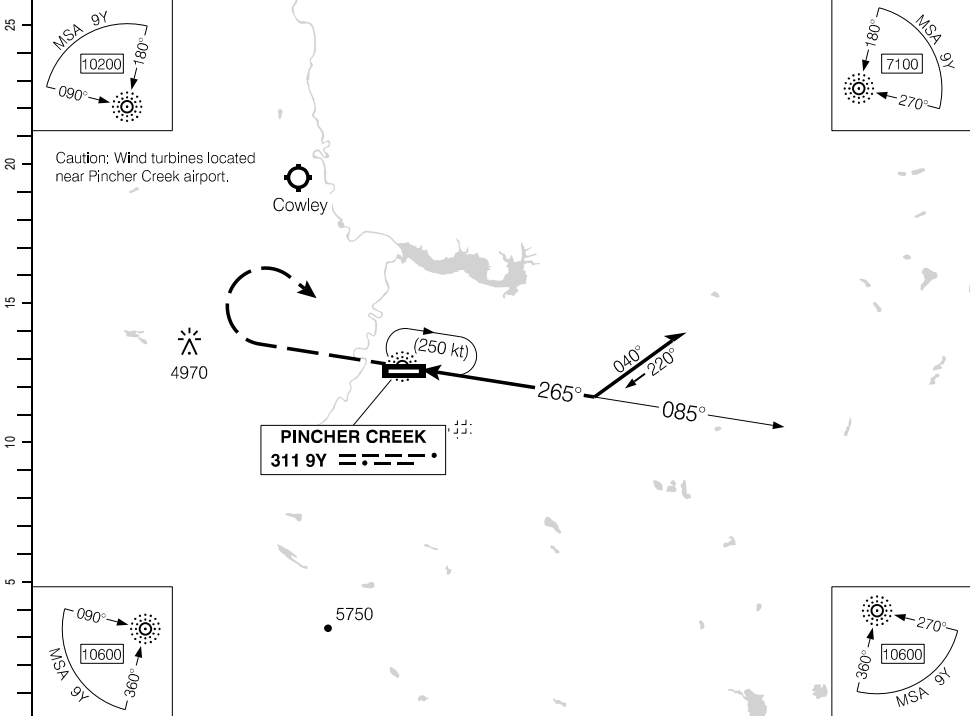 25
20
15
10
5
MSA 9Y
10200
180°
090°
MSA 9Y
7100
180°
270°
Caution: Wind turbines located
near Pincher Creek airport.
Cowley
4970
(250 kt)
040°
220°
265°
085°
PINCHER CREEK
311 9Y
5750
090°
10600
360°
MSA 9Y
270°
10600
360°
MSA 9Y